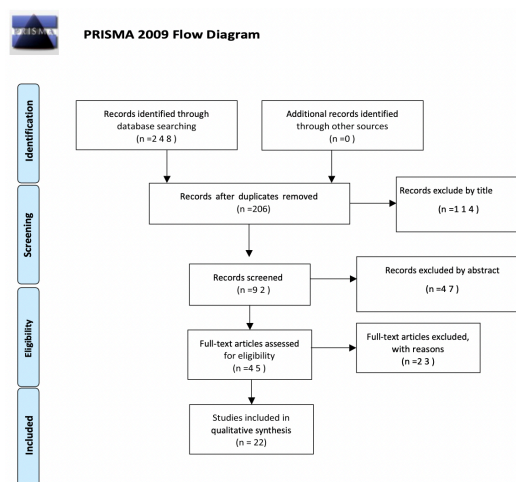 PRISMA
PRISMA 2009 Flow Diagram
Identification
Records identified through
database searching
(n =2 4 8 )
Additional records identified
through other sources
(n =0 )
Screening
Records after duplicates removed
(n =206)
Records exclude by title
(n =1 1 4 )
Records screened
(n =9 2 )
Records excluded by abstract
(n =4 7 )
Eligibility
Full-text articles assessed
for eligibility
(n =4 5 )
Full-text articles excluded,
with reasons
(n =2 3 )
Included
Studies included in
qualitative synthesis
(n = 22)